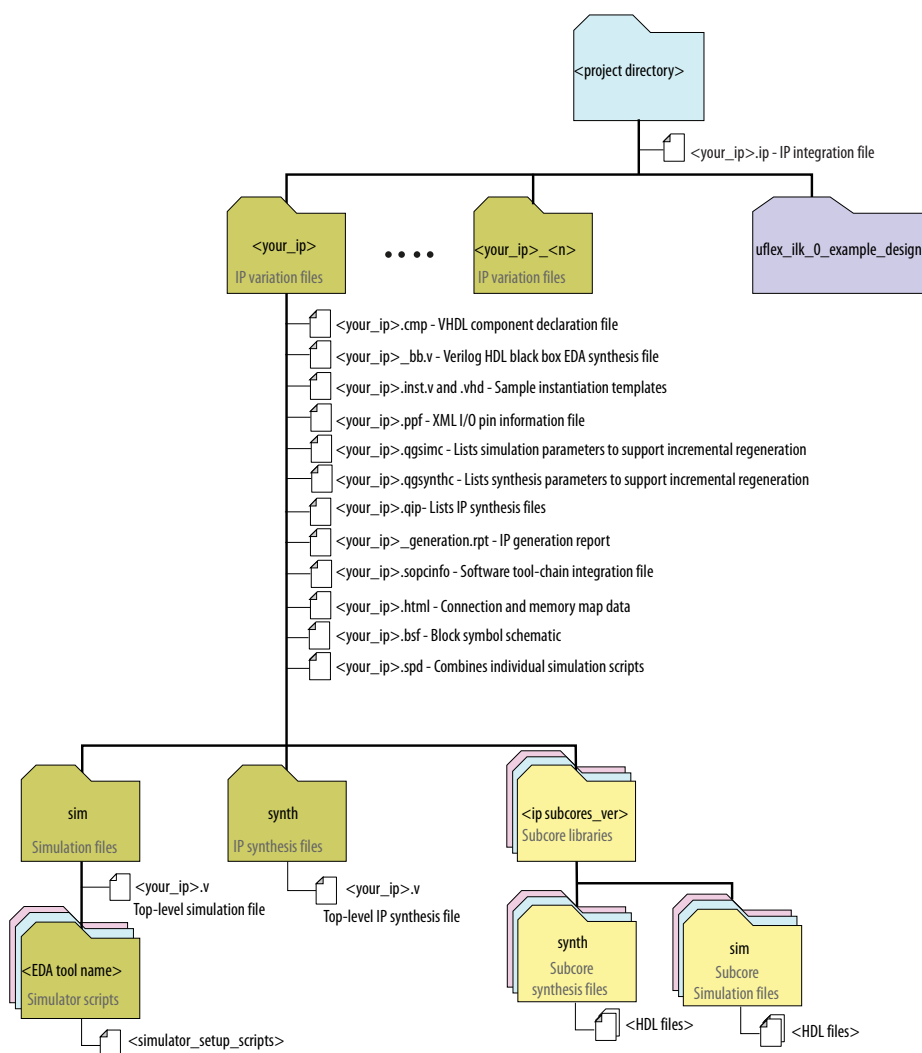 <project directory>
<your_ip>.ip - IP integration file
<your_ip>
IP variation files
<your_ip>_<n>
IP variation files
uflex_ilk_0_example_design
<your_ip>.cmp - VHDL component declaration file
<your_ip>_bb.v - Verilog HDL black box EDA synthesis file
<your_ip>.inst.v and .vhd - Sample instantiation templates
<your_ip>.ppf - XML I/O pin information file
<your_ip>.qgsimc - Lists simulation parameters to support incremental regeneration
<your_ip>.qgsynthc - Lists synthesis parameters to support incremental regeneration
<your_ip>.qip- Lists IP synthesis files
<your_ip>_generation.rpt - IP generation report
<your_ip>.sopcinfo - Software tool-chain integration file
<your_ip>.html - Connection and memory map data
<your_ip>.bsf - Block symbol schematic
<your_ip>.spd - Combines individual simulation scripts
sim
Simulation files
synth
IP synthesis files
<ip subcores_ver>
Subcore libraries
<your_ip>.v
Top-level simulation file
<your_ip>.v
Top-level IP synthesis file
<EDA tool name>
Simulator scripts
synth
Subcore
synthesis files
sim
Subcore
Simulation files
<simulator_setup_scripts>
<HDL files>
<HDL files>